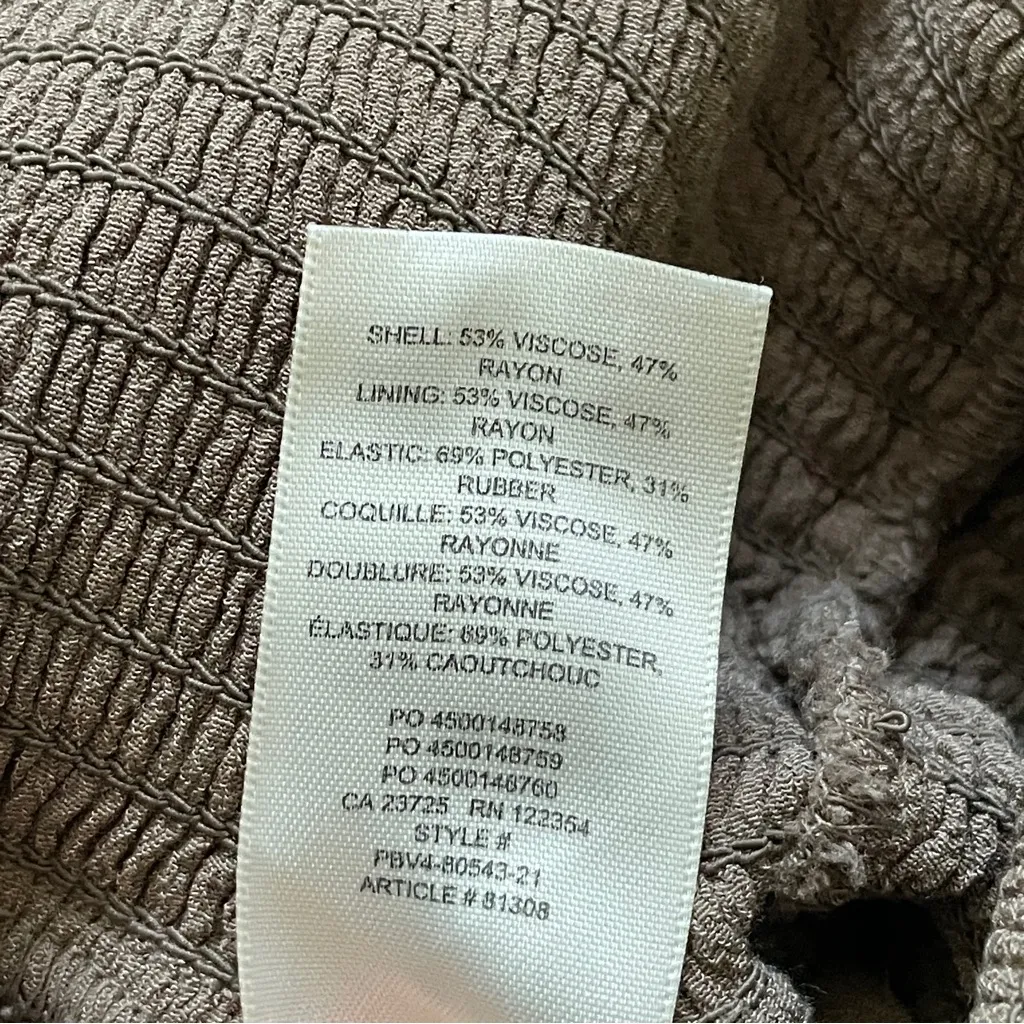 SHELL: 53% VISCOSE, 47%
RAYON
LINING: 53% VISCOSE, 47%
RAYON
ELASTIC: 69% POLYESTER, 31%
RUBBER
COQUILLE: 53% VISCOSE, 47%
RAYONNE
DOUBLURE: 53% VISCOSE, 47%
RAYONNE
ÉLASTIQUE: 69% POLYESTER,
31% CAOUTCHOUC
PO 4500148758
PO 4500148759
PO 4500148760
CA 23725 RN 122354
STYLE #
PBV4-80543-21
ARTICLE # 81308